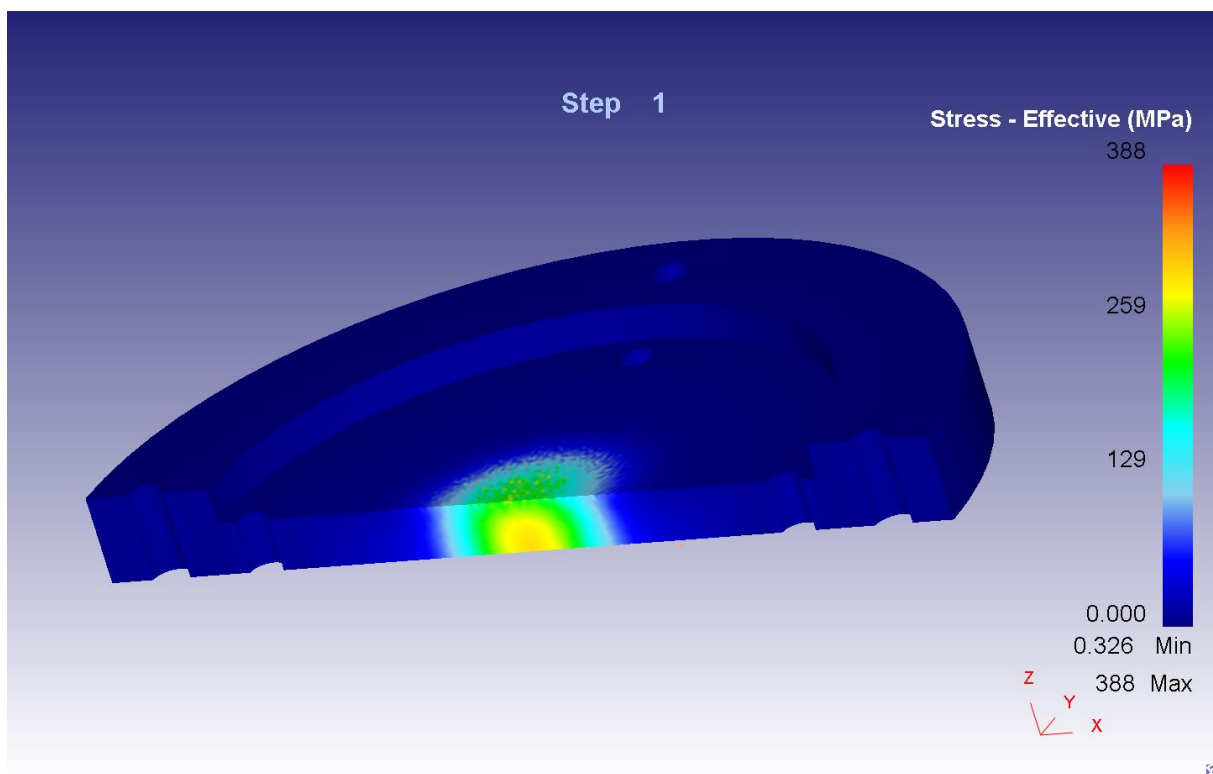 Step 1
Stress - Effective (MPa)
388
259
129
0.000
0.326 Min
388 Max
Z
Y
X